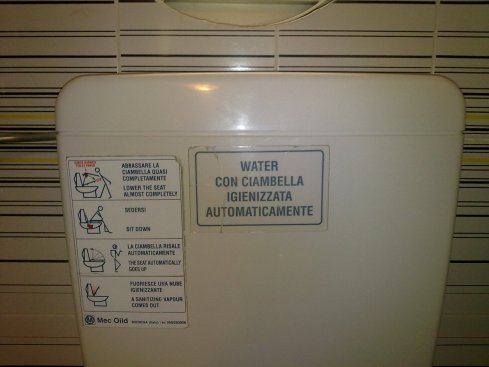 ABBASSARE LA
CIAMBELLA QUASI
COMPLETAMENTE
LOWER THE SEAT
ALMOST COMPLETELY
SEDERSI
SIT DOWN
LA CIAMBELLA RISALE
AUTOMATICAMENTE
THE SEAT AUTOMATICALLY
GOES UP
FUORIESCE UNA NUBE
IGIENIZZANTE
A SANITIZING VAPOUR
COMES OUT
Mec Oild
WATER
CON CIAMBELLA
IGIENIZZATA
AUTOMATICAMENTE